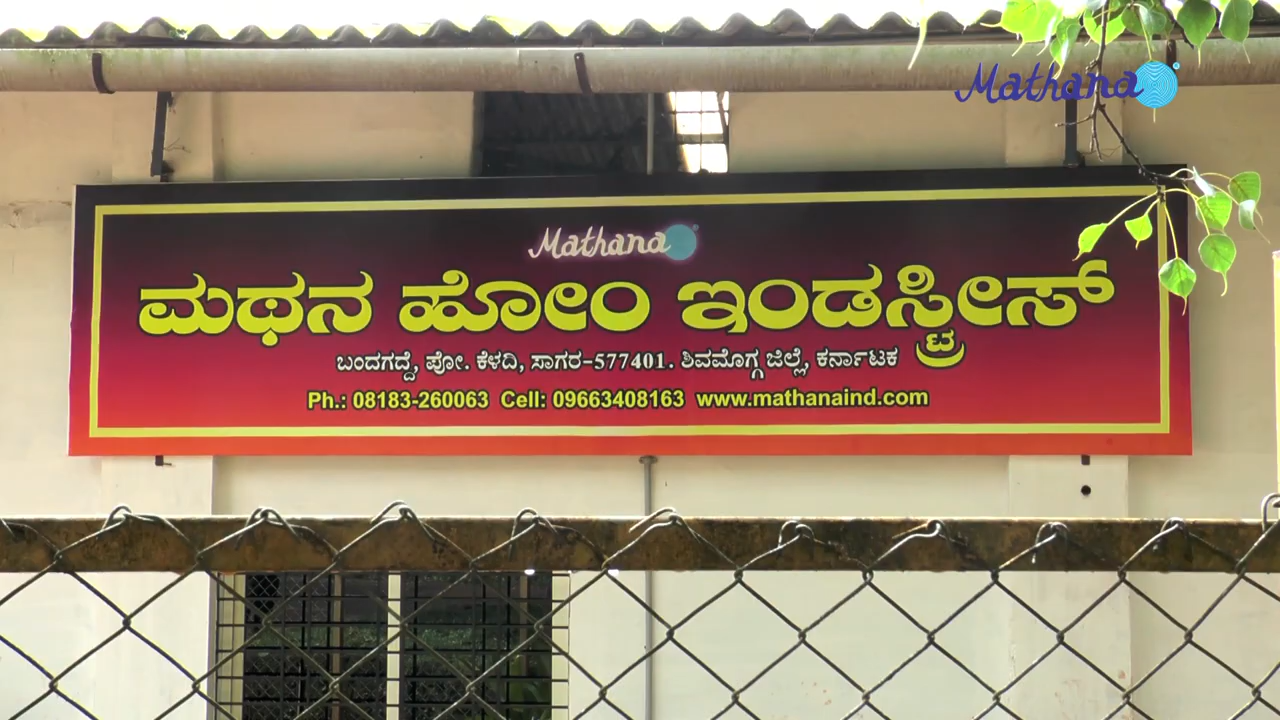 Mathana
Mathana
ಮಥನ ಹೋಂ ಇಂಡಸ್ಟ್ರೀಸ್
ಬಂದಗದ್ದೆ, ಪೋ. ಕೆಳದಿ, ಸಾಗರ-577401. ಶಿವಮೊಗ್ಗ ಜಿಲ್ಲೆ, ಕರ್ನಾಟಕ
Ph.: 08183-260063 Cell: 09663408163 www.mathanaind.com